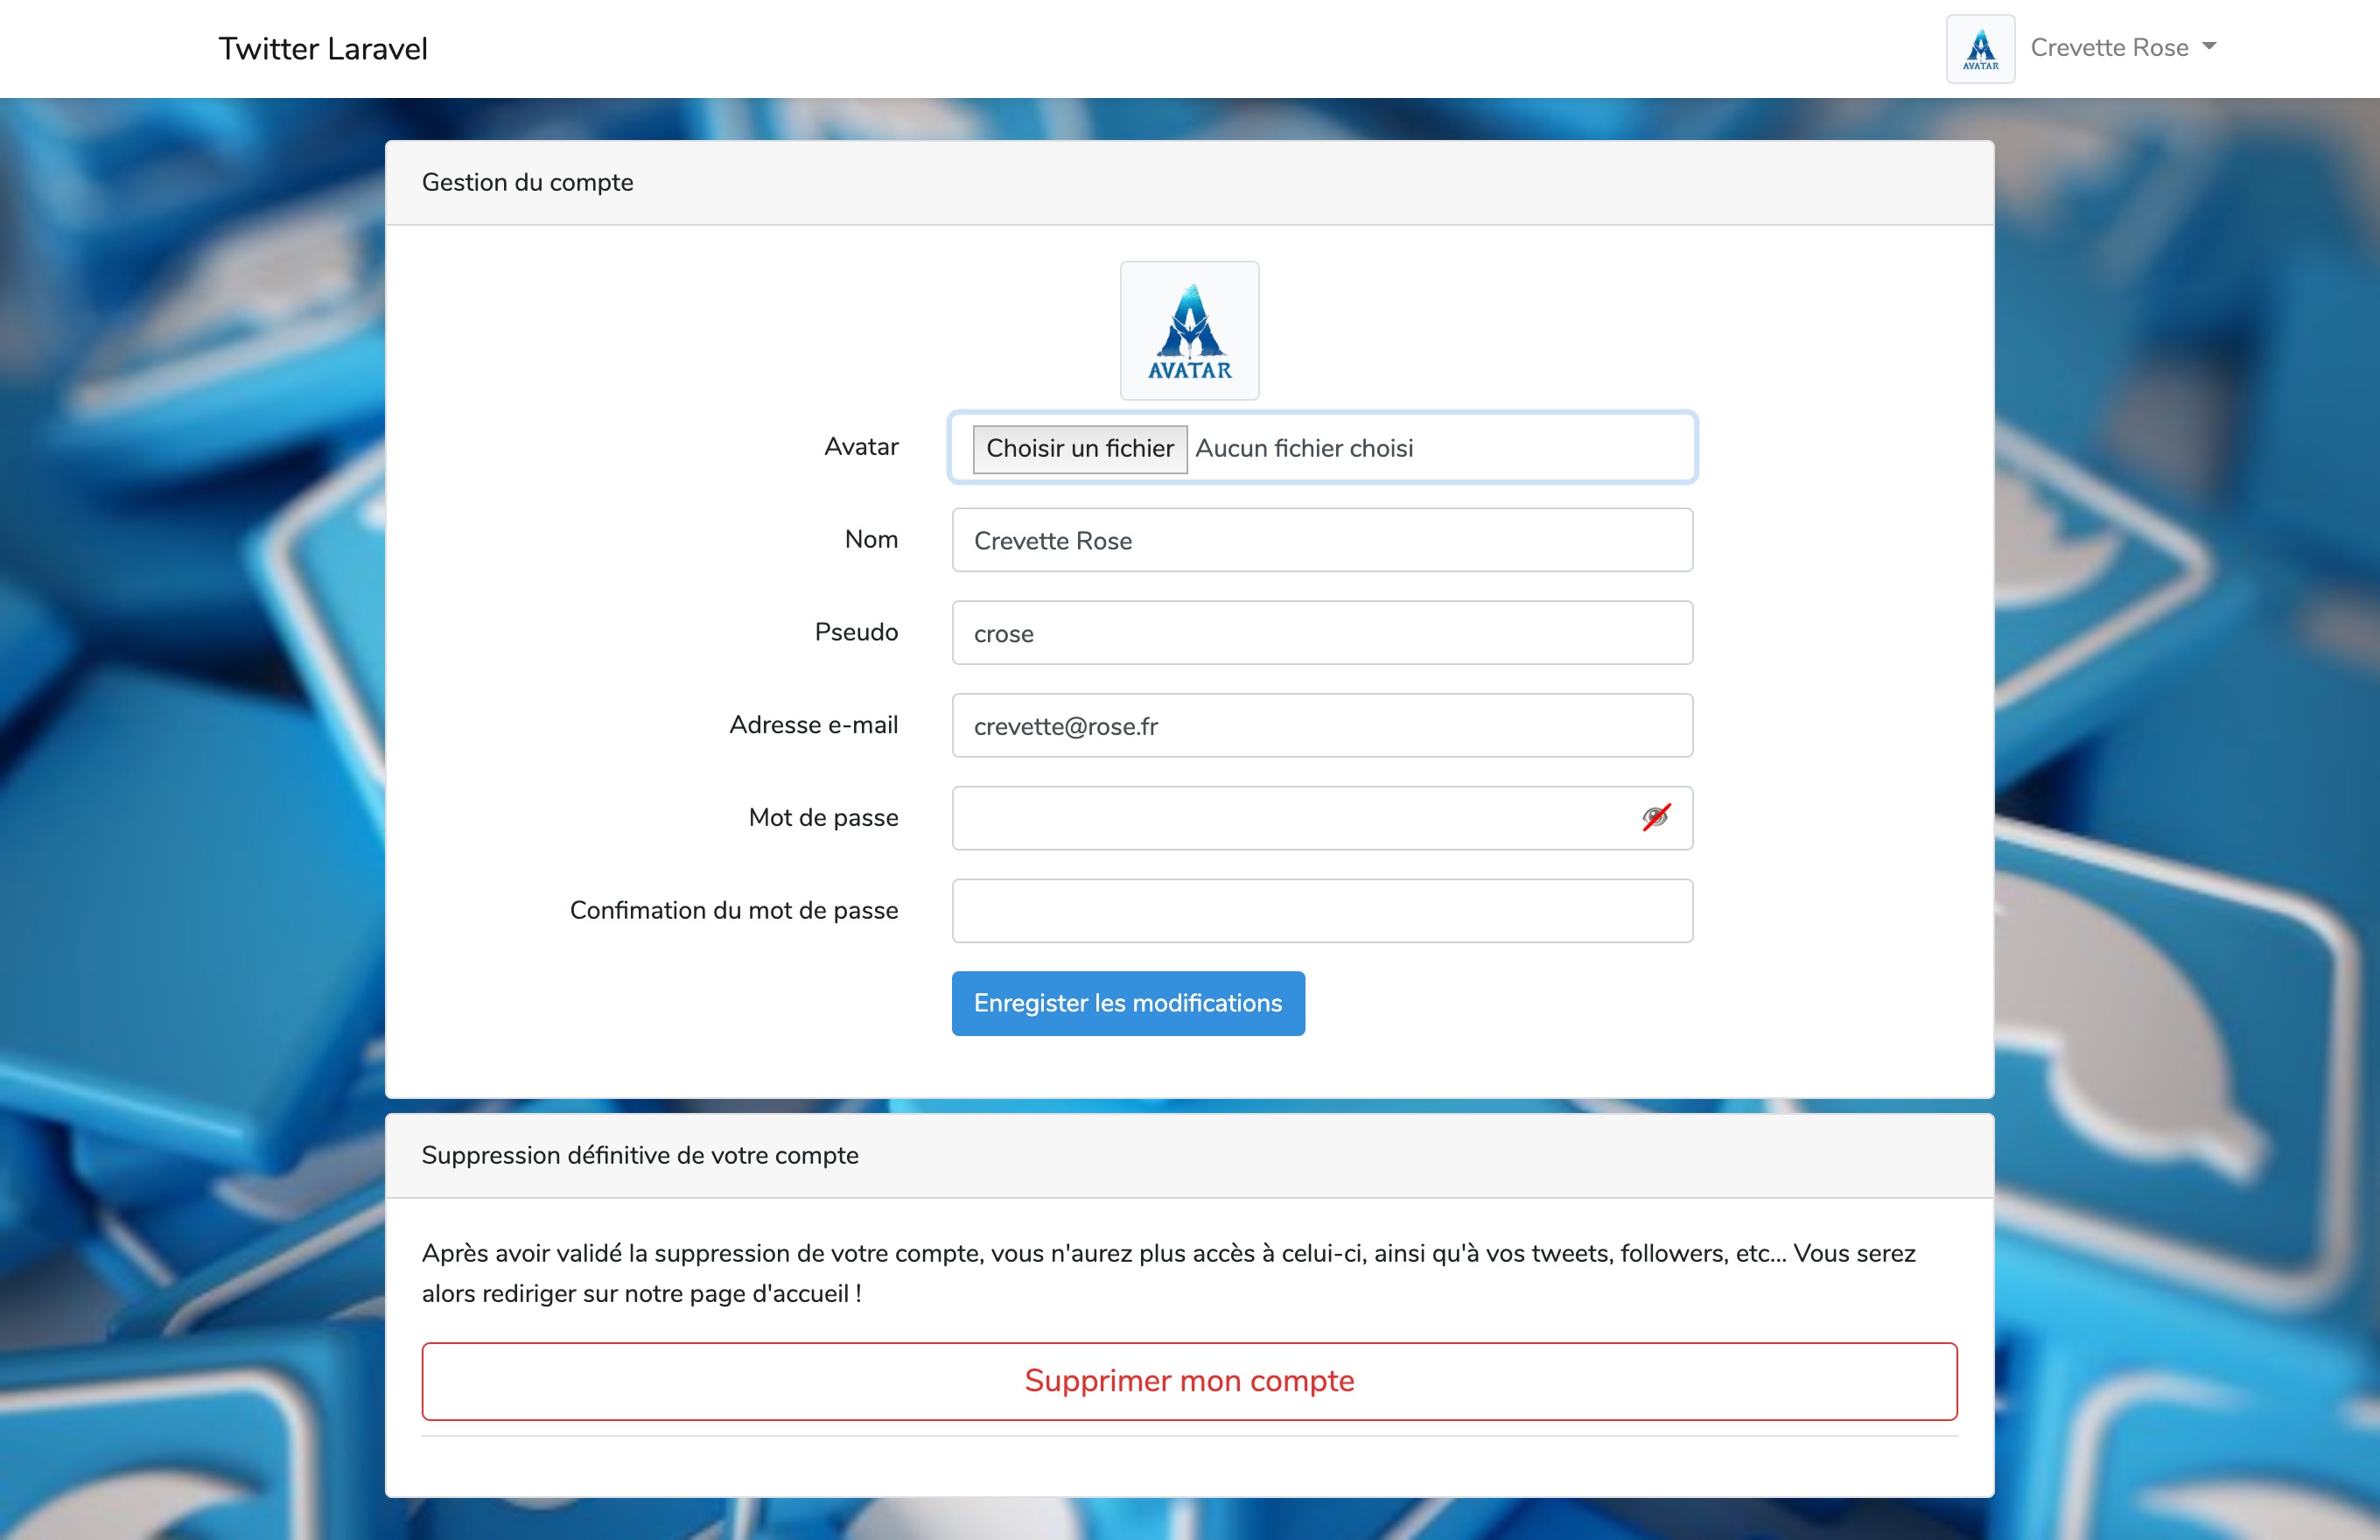 Twitter Laravel
AVATAR
Crevette Rose
Gestion du compte
AVATAR
Avatar
Choisir un fichier Aucun fichier choisi
Nom
Crevette Rose
Pseudo
crose
Adresse e-mail
crevette@rose.fr
Mot de passe
Confimation du mot de passe
Enregister les modifications
Suppression définitive de votre compte
Après avoir validé la suppression de votre compte, vous n'aurez plus accès à celui-ci, ainsi qu'à vos tweets, followers, etc... Vous serez
alors rediriger sur notre page d'accueil !
Supprimer mon compte